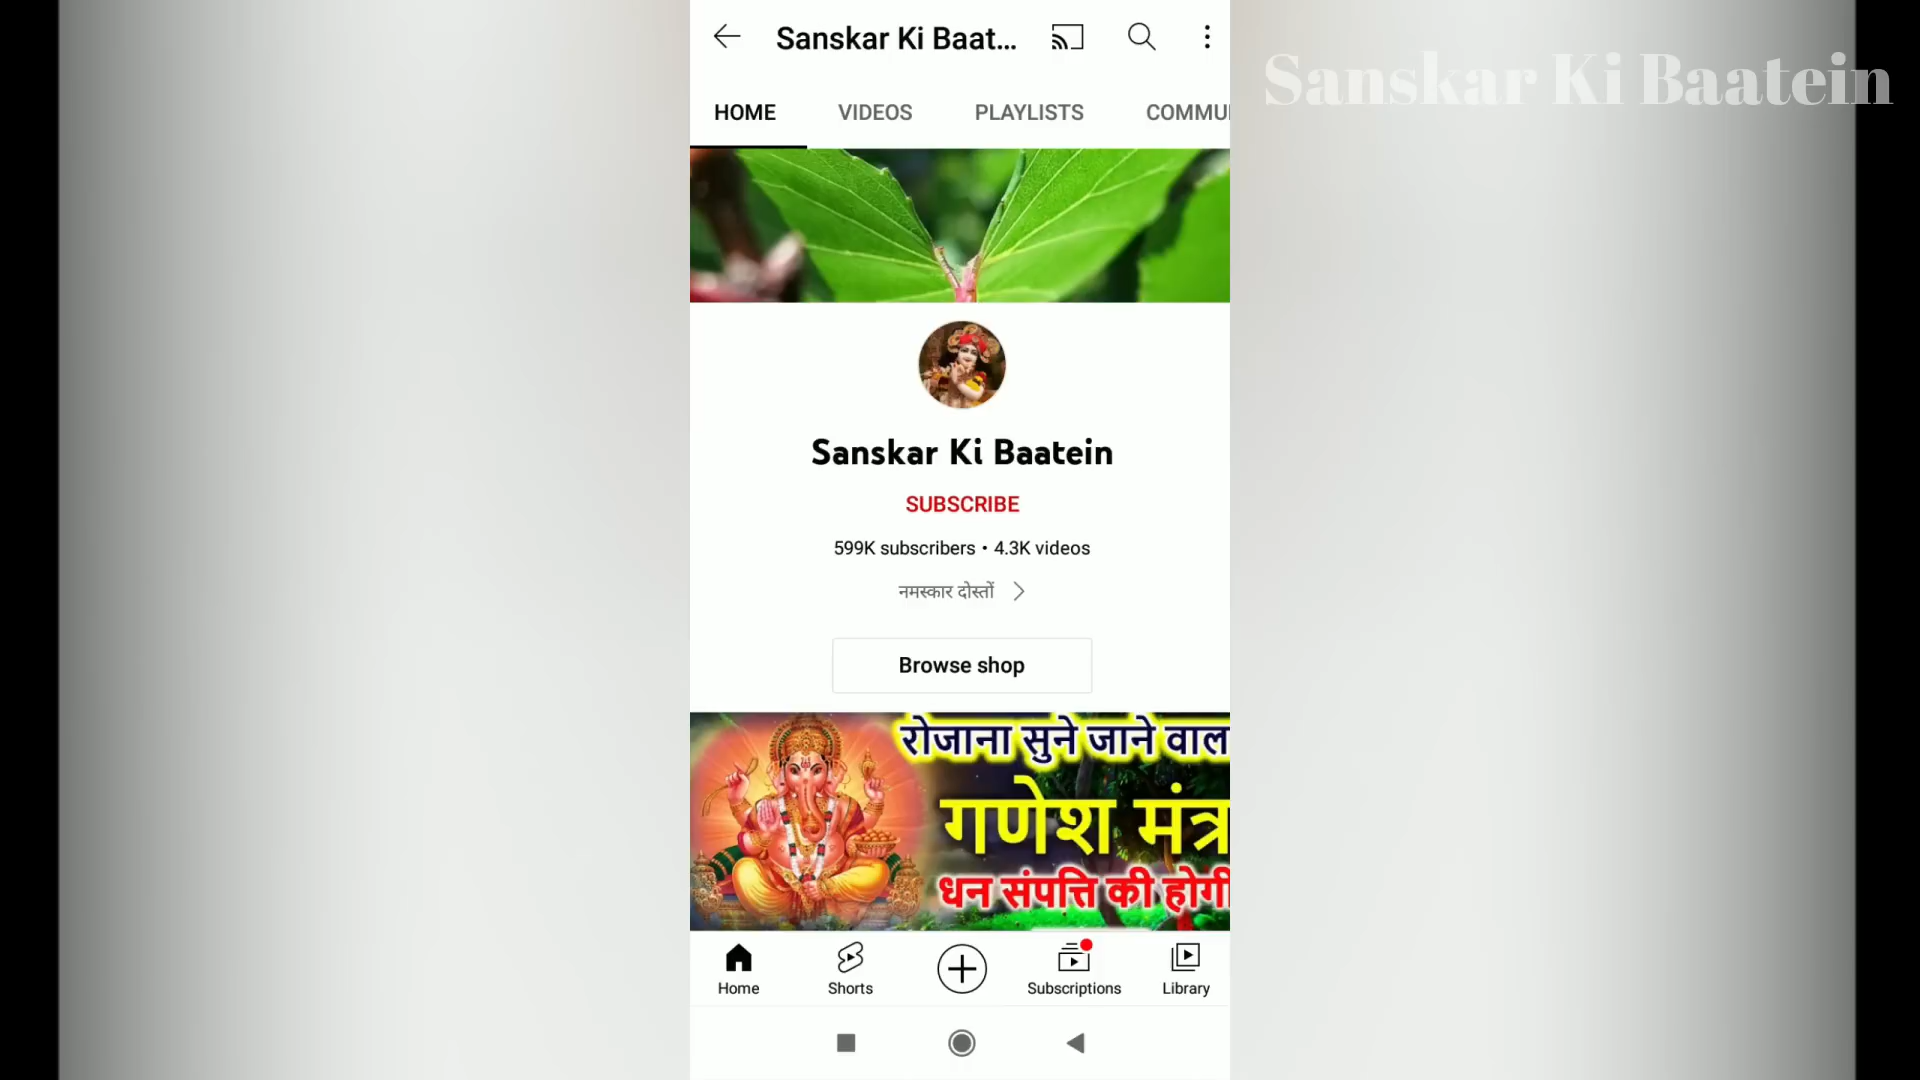 Sanskar Ki Baat...
Sanskar Ki Baatein
HOME VIDEOS PLAYLISTS COMMU
Sanskar Ki Baatein
SUBSCRIBE
599K subscribers • 4.3K videos
नमस्कार दोस्तों
Browse shop
रोजाना सुने जाने वाल
गणेश मंत्र
धन संपत्ति की होगी
Home Shorts Subscriptions Library